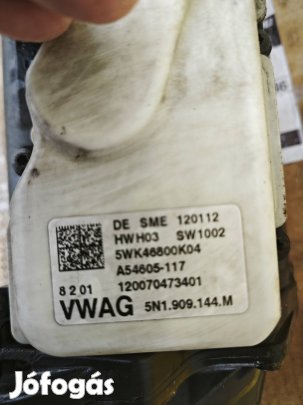 DE SME 120112
HWH03 SW1002
5WK46800K04
A54605-117
8201 120070473401
VWAG 5N1.909.144.M
Jófogás